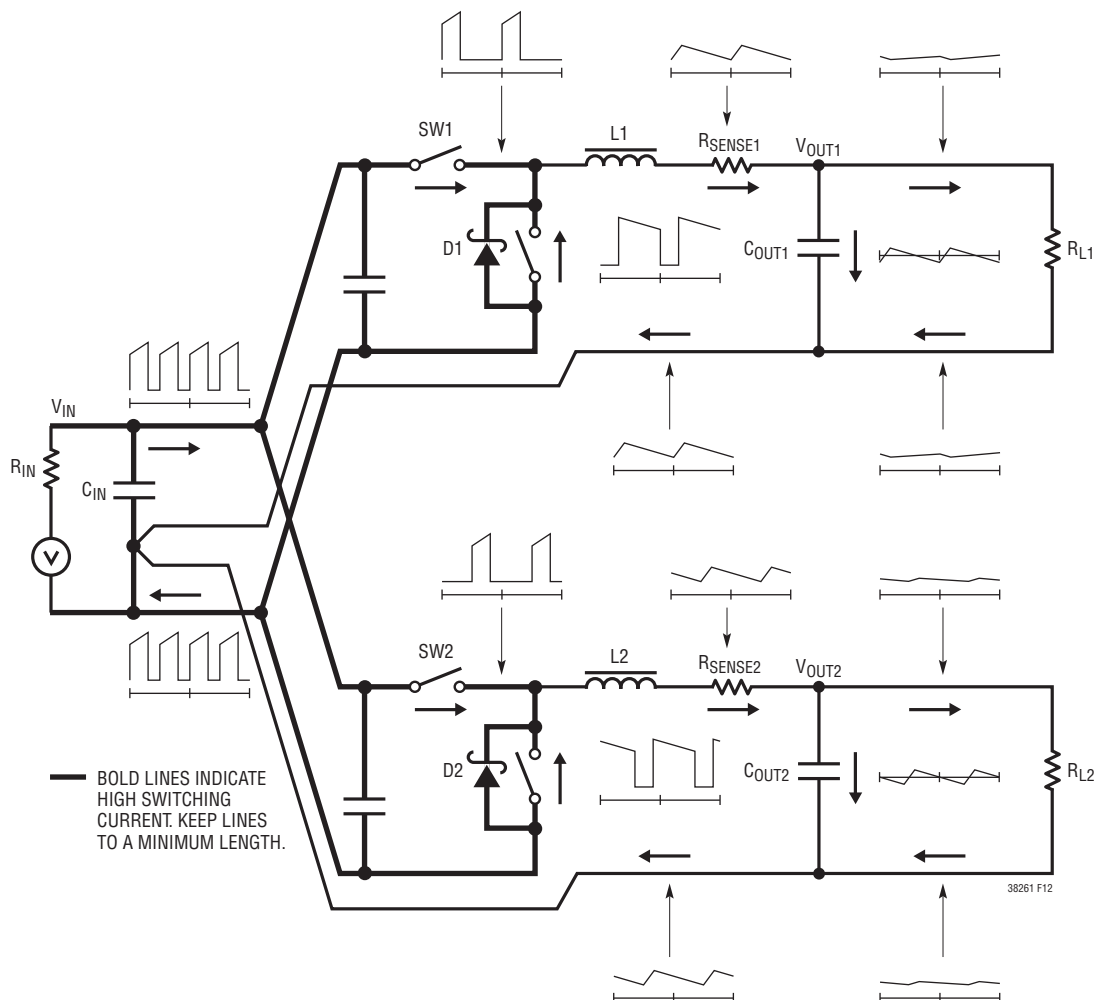 SW1
L1
RSENSE1
VOUT1
D1
COUT1
RL1
VIN
RIN
CIN
V
SW2
L2
RSENSE2
VOUT2
D2
COUT2
RL2
BOLD LINES INDICATE
HIGH SWITCHING
CURRENT. KEEP LINES
TO A MINIMUM LENGTH.
38261 F12